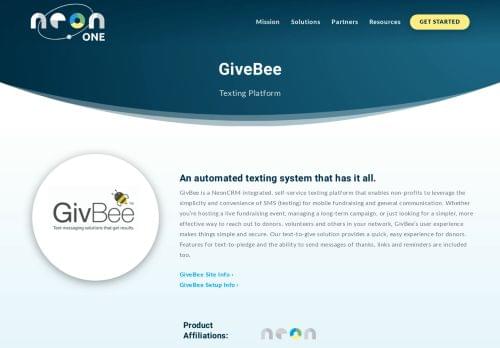 neon
ONE
Mission Solutions Partners Resources GET STARTED
GiveBee
Texting Platform
GivBee™
Text messaging solutions that get results.
An automated texting system that has it all.
GivBee is a NeonCRM-integrated, self-service texting platform that enables non-profits to leverage the
simplicity and convenience of SMS (texting) for mobile fundraising and general communication. Whether
you're hosting a live fundraising event, managing a long-term campaign, or just looking for a simpler, more
effective way to reach out to donors, volunteers and others in your network, GivBee's user experience
makes things simple and secure. Our text-to-give solution provides a quick, easy experience for donors.
Features for text-to-pledge and the ability to send messages of thanks, links and reminders are included
too.
GiveBee Site Info ›
GiveBee Setup Info ›
Product
Affiliations:
neon